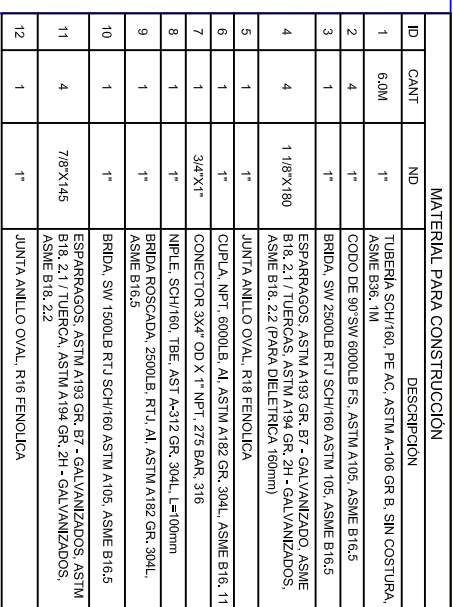 MATERIAL PARA CONSTRUCCIÓN
ID CANT ND DESCRIPCIÓN
1 6.0M 1" TUBERÍA SCH/160, PE AC, ASTM A-106 GR B, SIN COSTURA,
ASME B36. 1M
2 4 1" CODO DE 90°SW 6000LB FS, ASTM A105, ASME B16.5
3 1 1" BRIDA, SW 2500LB RTJ SCH/160 ASTM 105, ASME B16.5
4 4 1 1/8"X180 ESPARRAGOS, ASTM A193 GR. B7 - GALVANIZADO, ASME
B18, 2.1 / TUERCAS, ASTM A194 GR, 2H - GALVANIZADOS,
ASME B18. 2.2 (PARA DIELETRICA 160mm)
5 1 1" JUNTA ANILLO OVAL, R18 FENOLICA
6 1 1" CUPLA, NPT, 6000LB, AI, ASTM A182 GR, 304L, ASME B16. 11
7 1 3/4"X1" CONECTOR 3X4" OD X 1" NPT, 275 BAR, 316
8 1 1" NIPLE, SCH/160, TBE, AST A-312 GR, 304L, L=100mm
9 1 1" BRIDA ROSCADA, 2500LB, RTJ, AI, ASTM A182 GR. 304L,
ASME B16,5
10 1 1" BRIDA, SW 1500LB RTJ SCH/160 ASTM A105, ASME B16.5
11 4 7/8"X145 ESPARRAGOS, ASTM A193 GR. B7 - GALVANIZADOS, ASTM
B18, 2.1 / TUERCA, ASTM A194 GR, 2H - GALVANIZADOS,
ASME B18. 2.2
12 1 1" JUNTA ANILLO OVAL, R16 FENOLICA